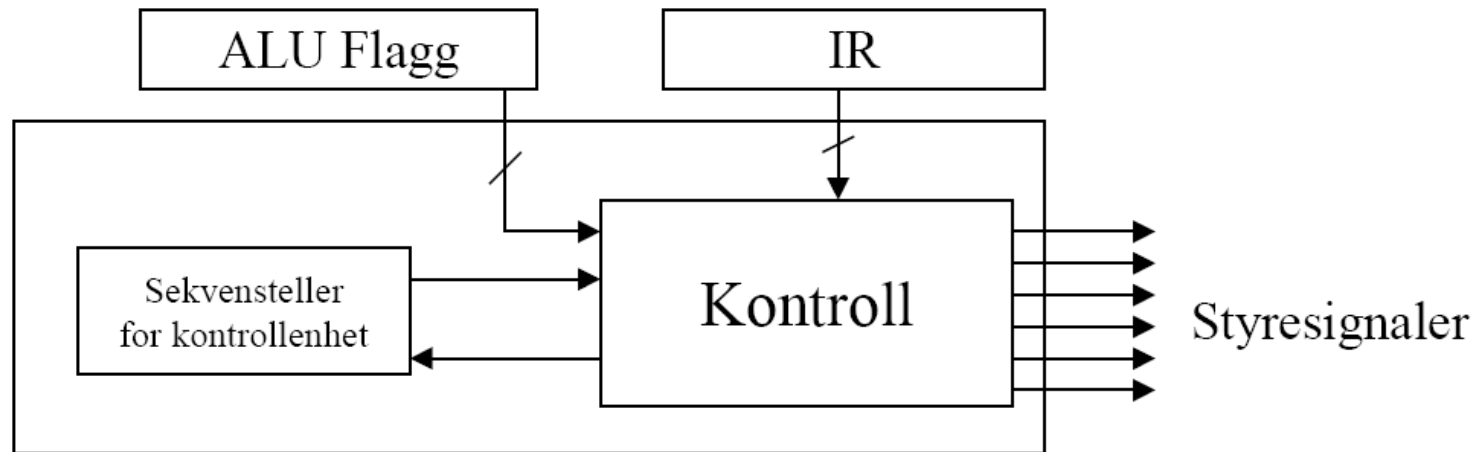 ALU Flagg
IR
Sekvensteller
for kontrollenhet
Kontroll
Styresignaler